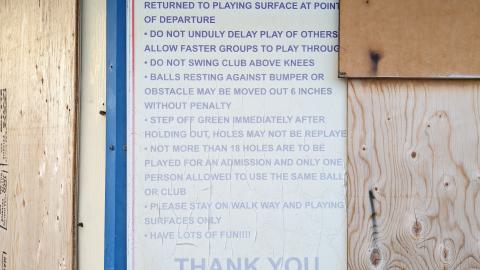 RETURNED TO PLAYING SURFACE AT POINT
OF DEPARTURE
• DO NOT UNDULY DELAY PLAY OF OTHERS
ALLOW FASTER GROUPS TO PLAY THROUG
• DO NOT SWING CLUB ABOVE KNEES
• BALLS RESTING AGAINST BUMPER OR
OBSTACLE MAY BE MOVED OUT 6 INCHES
WITHOUT PENALTY
• STEP OFF GREEN IMMEDIATELY AFTER
HOLDING OUT, HOLES MAY NOT BE REPLAYE
• NOT MORE THAN 18 HOLES ARE TO BE
PLAYED FOR AN ADMISSION AND ONLY ONE
PERSON ALLOWED TO USE THE SAME BALL
OR CLUB
• PLEASE STAY ON WALK WAY AND PLAYING
SURFACES ONLY
• HAVE LOTS OF FUN!!!!
THANK YOU